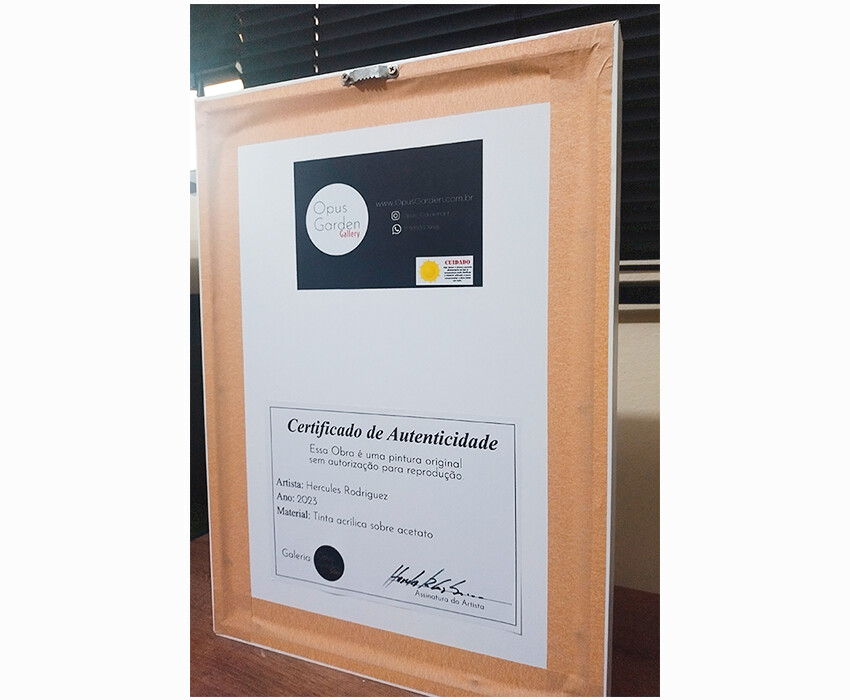 Opus
Garden
Gallery
www.OpusGarden.com.br
CUIDADO
Certificado de Autenticidade
Essa Obra é uma pintura original
sem autorização para reprodução.
Artista: Hercules Rodriguez
Ano: 2023
Material: Tinta acrílica sobre acetato
Galeria
Assinatura do Artista